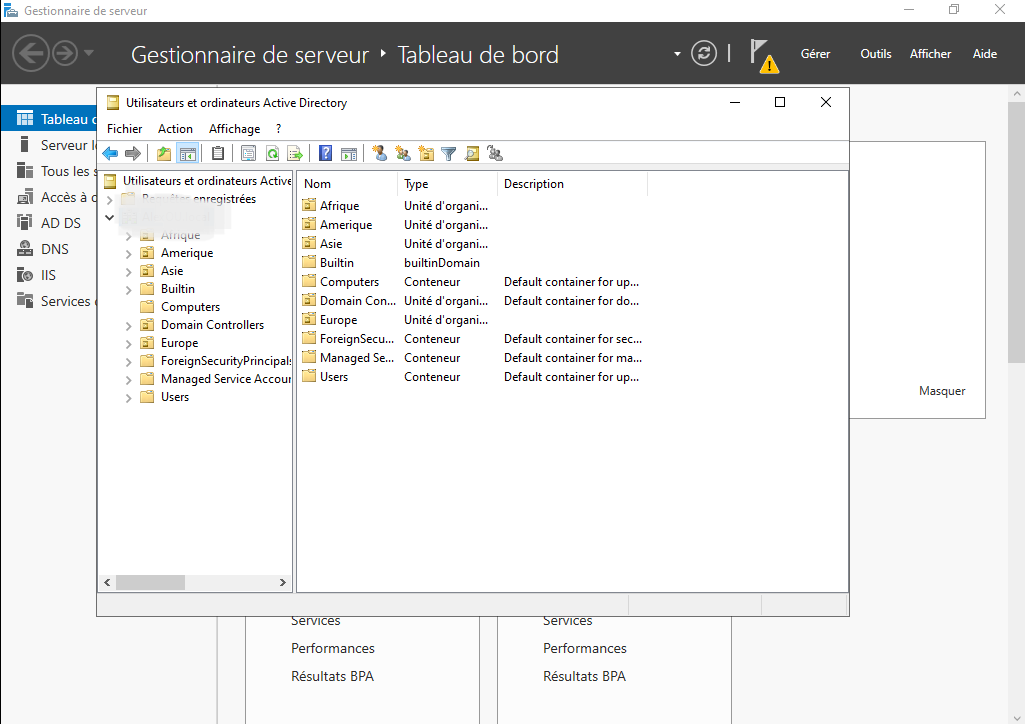 Gestionnaire de serveur
Gestionnaire de serveur ‣ Tableau de bord
Gérer Outils Afficher Aide
Utilisateurs et ordinateurs Active Directory
Fichier Action Affichage ?
Tableau d
Serveur l
Tous les s
Accès à d
AD DS
DNS
IIS
Services d
Utilisateurs et ordinateurs Active
Requêtes enregistrées
Afrique
Amerique
Asie
Builtin
Computers
Domain Controllers
Europe
ForeignSecurityPrincipals
Managed Service Accour
Users
Nom Type Description
Afrique Unité d'organi...
Amerique Unité d'organi...
Asie Unité d'organi...
Builtin builtinDomain
Computers Conteneur Default container for up...
Domain Con... Unité d'organi... Default container for do...
Europe Unité d'organi...
ForeignSecu... Conteneur Default container for sec...
Managed Se... Conteneur Default container for ma...
Users Conteneur Default container for up...
Masquer
Services
Performances
Résultats BPA
Services
Performances
Résultats BPA